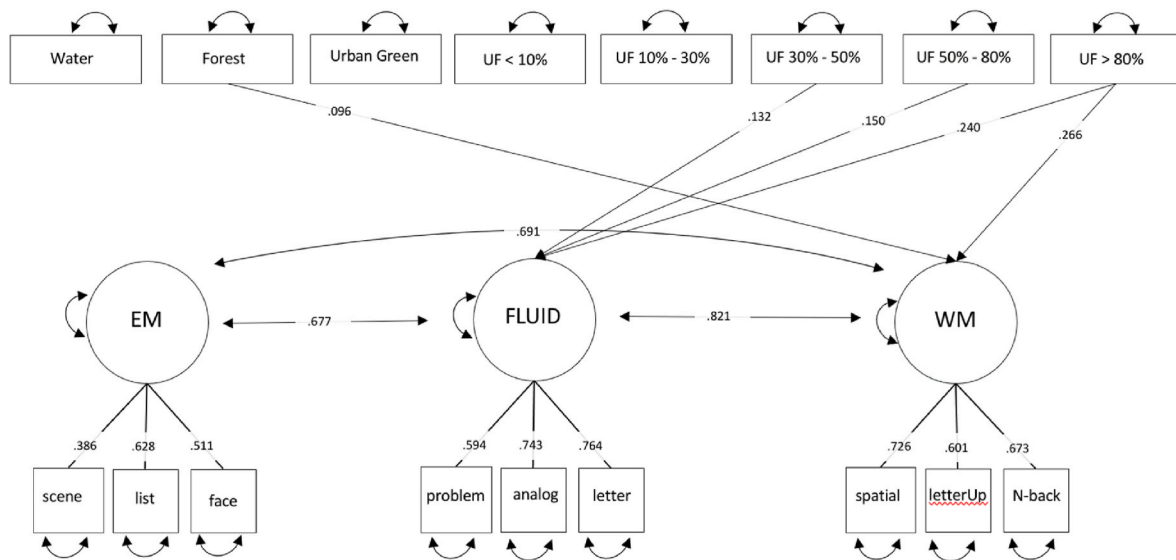 Water
Forest
Urban Green
UF < 10%
UF 10% - 30%
UF 30% - 50%
UF 50% - 80%
UF > 80%
.096
.132
.150
.240
.266
.691
EM
.677
FLUID
.821
WM
.386
.628
.511
.594
.743
.764
.726
.601
.673
scene
list
face
problem
analog
letter
spatial
letterUp
N-back